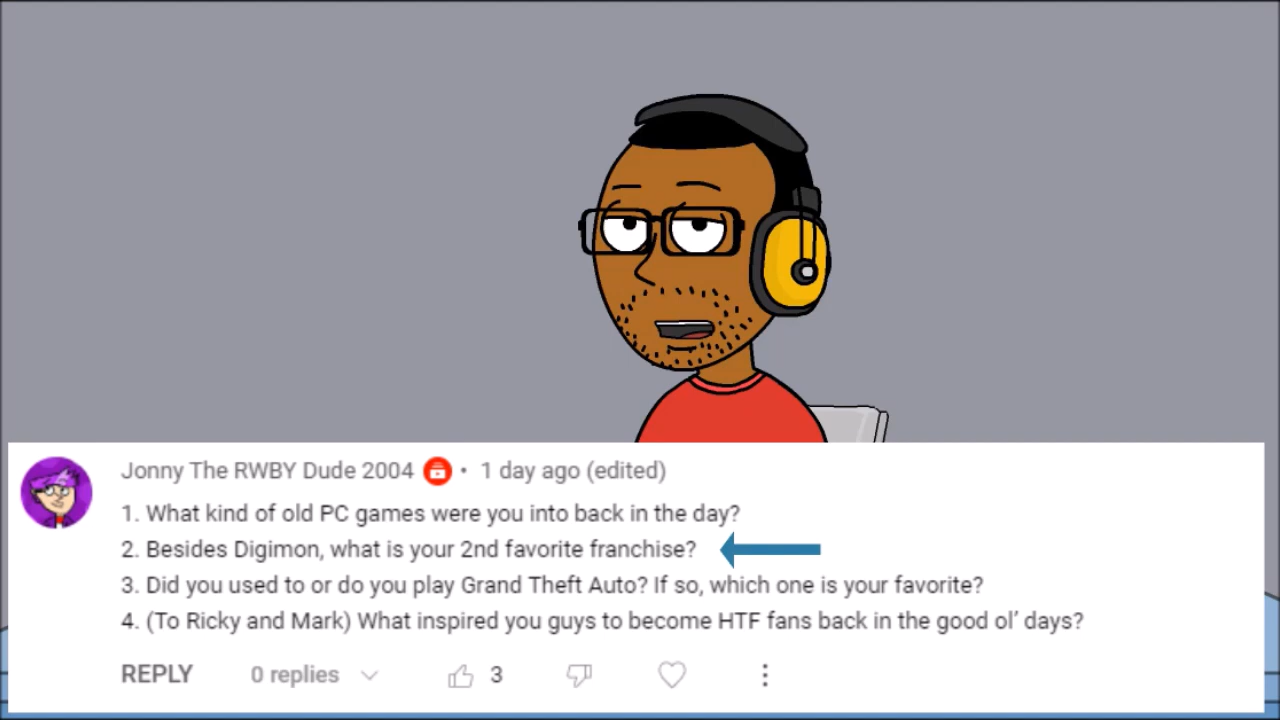 Jonny The RWBY Dude 2004 • 1 day ago (edited)
1. What kind of old PC games were you into back in the day?
2. Besides Digimon, what is your 2nd favorite franchise?
3. Did you used to or do you play Grand Theft Auto? If so, which one is your favorite?
4. (To Ricky and Mark) What inspired you guys to become HTF fans back in the good ol’ days?
REPLY 0 replies 3